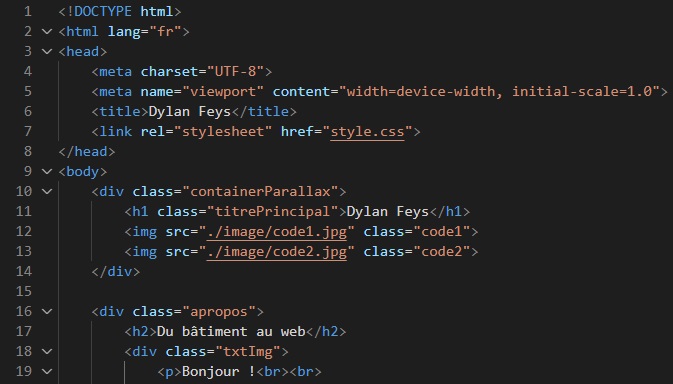 1 <!DOCTYPE html>
2 <html lang="fr">
3 <head>
4 <meta charset="UTF-8">
5 <meta name="viewport" content="width=device-width, initial-scale=1.0">
6 <title>Dylan Feys</title>
7 <link rel="stylesheet" href="style.css">
8 </head>
9 <body>
10 <div class="containerParallax">
11 <h1 class="titrePrincipal">Dylan Feys</h1>
12 <img src="./image/code1.jpg" class="code1">
13 <img src="./image/code2.jpg" class="code2">
14 </div>
15
16 <div class="apropos">
17 <h2>Du bâtiment au web</h2>
18 <div class="txtImg">
19 <p>Bonjour !<br><br>